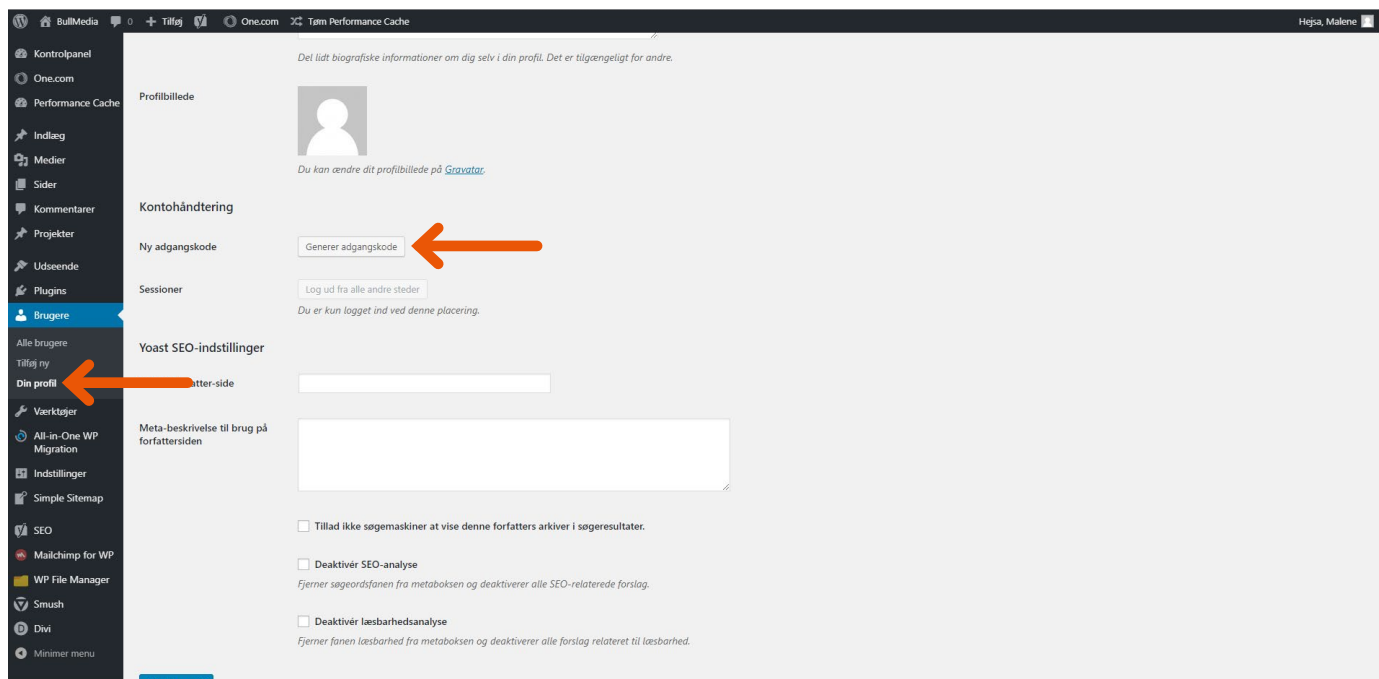 BullMedia 0 Tilføj One.com Tøm Performance Cache Hejsa, Malene
Kontrolpanel
One.com
Performance Cache
Indlæg
Medier
Sider
Kommentarer
Projekter
Udseende
Plugins
Brugere
Alle brugere
Tilføj ny
Din profil
Værktøjer
All-in-One WP
Migration
Indstillinger
Simple Sitemap
SEO
Mailchimp for WP
WP File Manager
Smush
Divi
Minimer menu
Del lidt biografiske informationer om dig selv i din profil. Det er tilgængeligt for andre.
Profilbillede
Du kan ændre dit profilbillede på Gravatar.
Kontohåndtering
Ny adgangskode Generer adgangskode
Sessioner Log ud fra alle andre steder
Du er kun logget ind ved denne placering.
Yoast SEO-indstillinger
atter-side
Meta-beskrivelse til brug på
forfattersiden
Tillad ikke søgemaskiner at vise denne forfatters arkiver i søgeresultater.
Deaktivér SEO-analyse
Fjerner søgeordsfanen fra metaboksen og deaktiverer alle SEO-relaterede forslag.
Deaktivér læsbarhedsanalyse
Fjerner fanen læsbarhed fra metaboksen og deaktiverer alle forslag relateret til læsbarhed.